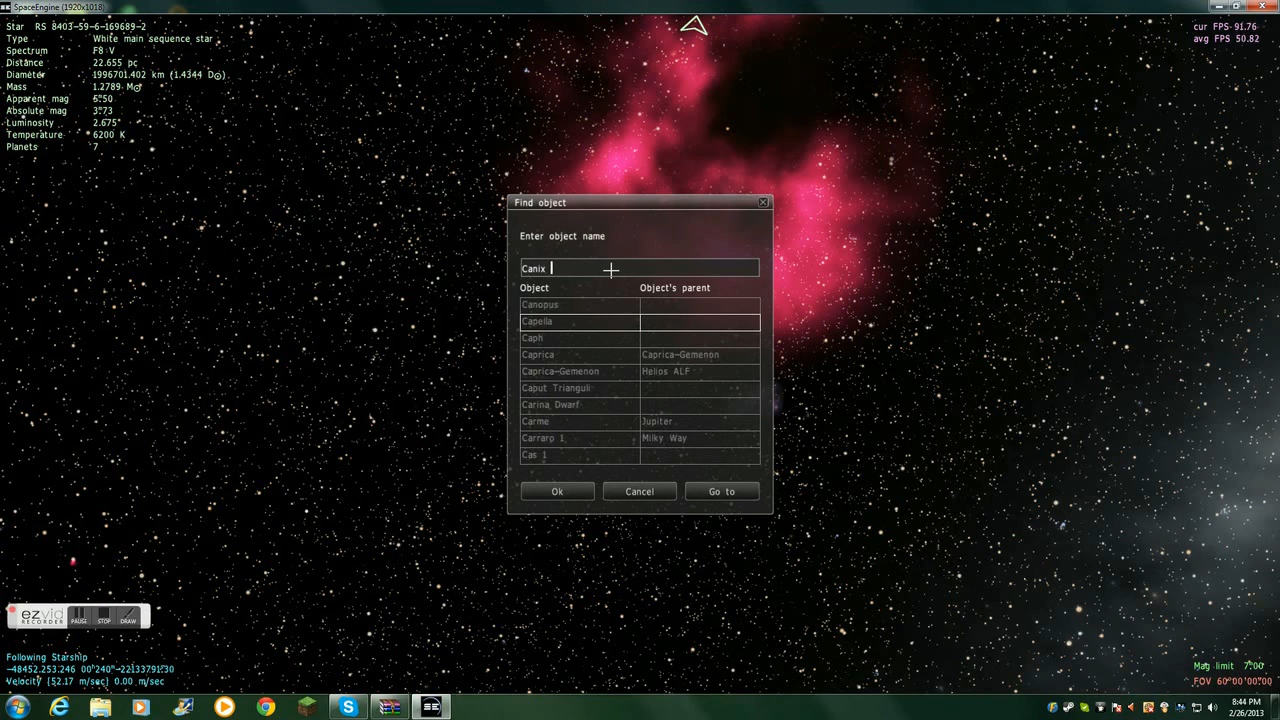 SpaceEngine (1920x1018)
Star RS 8403-59-6-169689-2
Type White main sequence star
Spectrum F8 V
Distance 22.655 pc
Diameter 1996701.402 km (1.4344 D☉)
Mass 1.2789 M☉
Apparent mag 5"50
Absolute mag 3"73
Luminosity 2.675"
Temperature 6200 K
Planets 7
cur FPS 91.76
avg FPS 50.82
Find object
Enter object name
Canix
Object Object's parent
Canopus
Capella
Caph
Caprica Caprica-Gemenon
Caprica-Gemenon Helios ALF
Caput Trianguli
Carina Dwarf
Carme Jupiter
Carraro 1 Milky Way
Cas 1
Ok Cancel Go to
ezvid
RECORDER
PAUSE STOP DRAW
Following Starship
Velocity [52.17 m/sec] 0.00 m/sec
Mag limit 7.00
FOV 60°00'00.00
SE
8:44 PM
2/26/2013